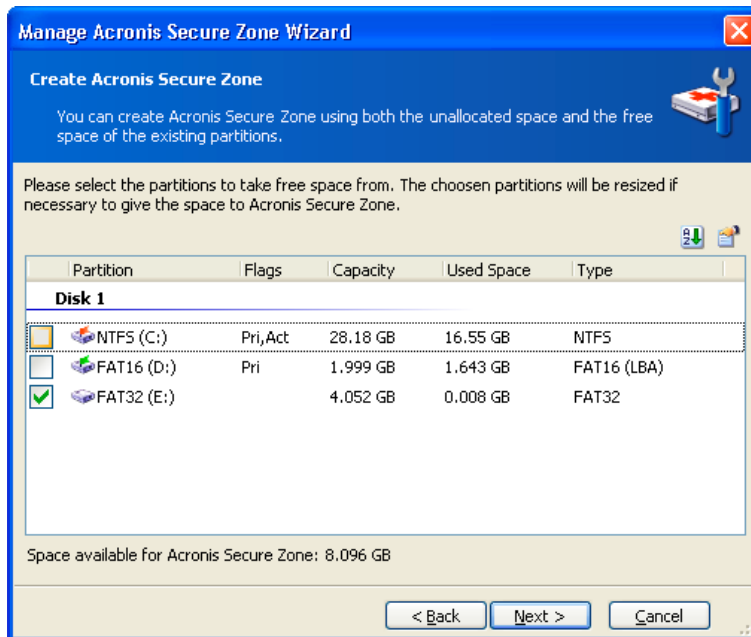 Manage Acronis Secure Zone Wizard
Create Acronis Secure Zone
You can create Acronis Secure Zone using both the unallocated space and the free
space of the existing partitions.
Please select the partitions to take free space from. The choosen partitions will be resized if
necessary to give the space to Acronis Secure Zone.
Partition Flags Capacity Used Space Type
Disk 1
NTFS (C:) Pri,Act 28.18 GB 16.55 GB NTFS
FAT16 (D:) Pri 1.999 GB 1.643 GB FAT16 (LBA)
FAT32 (E:) 4.052 GB 0.008 GB FAT32
Space available for Acronis Secure Zone: 8.096 GB
< Back Next > Cancel